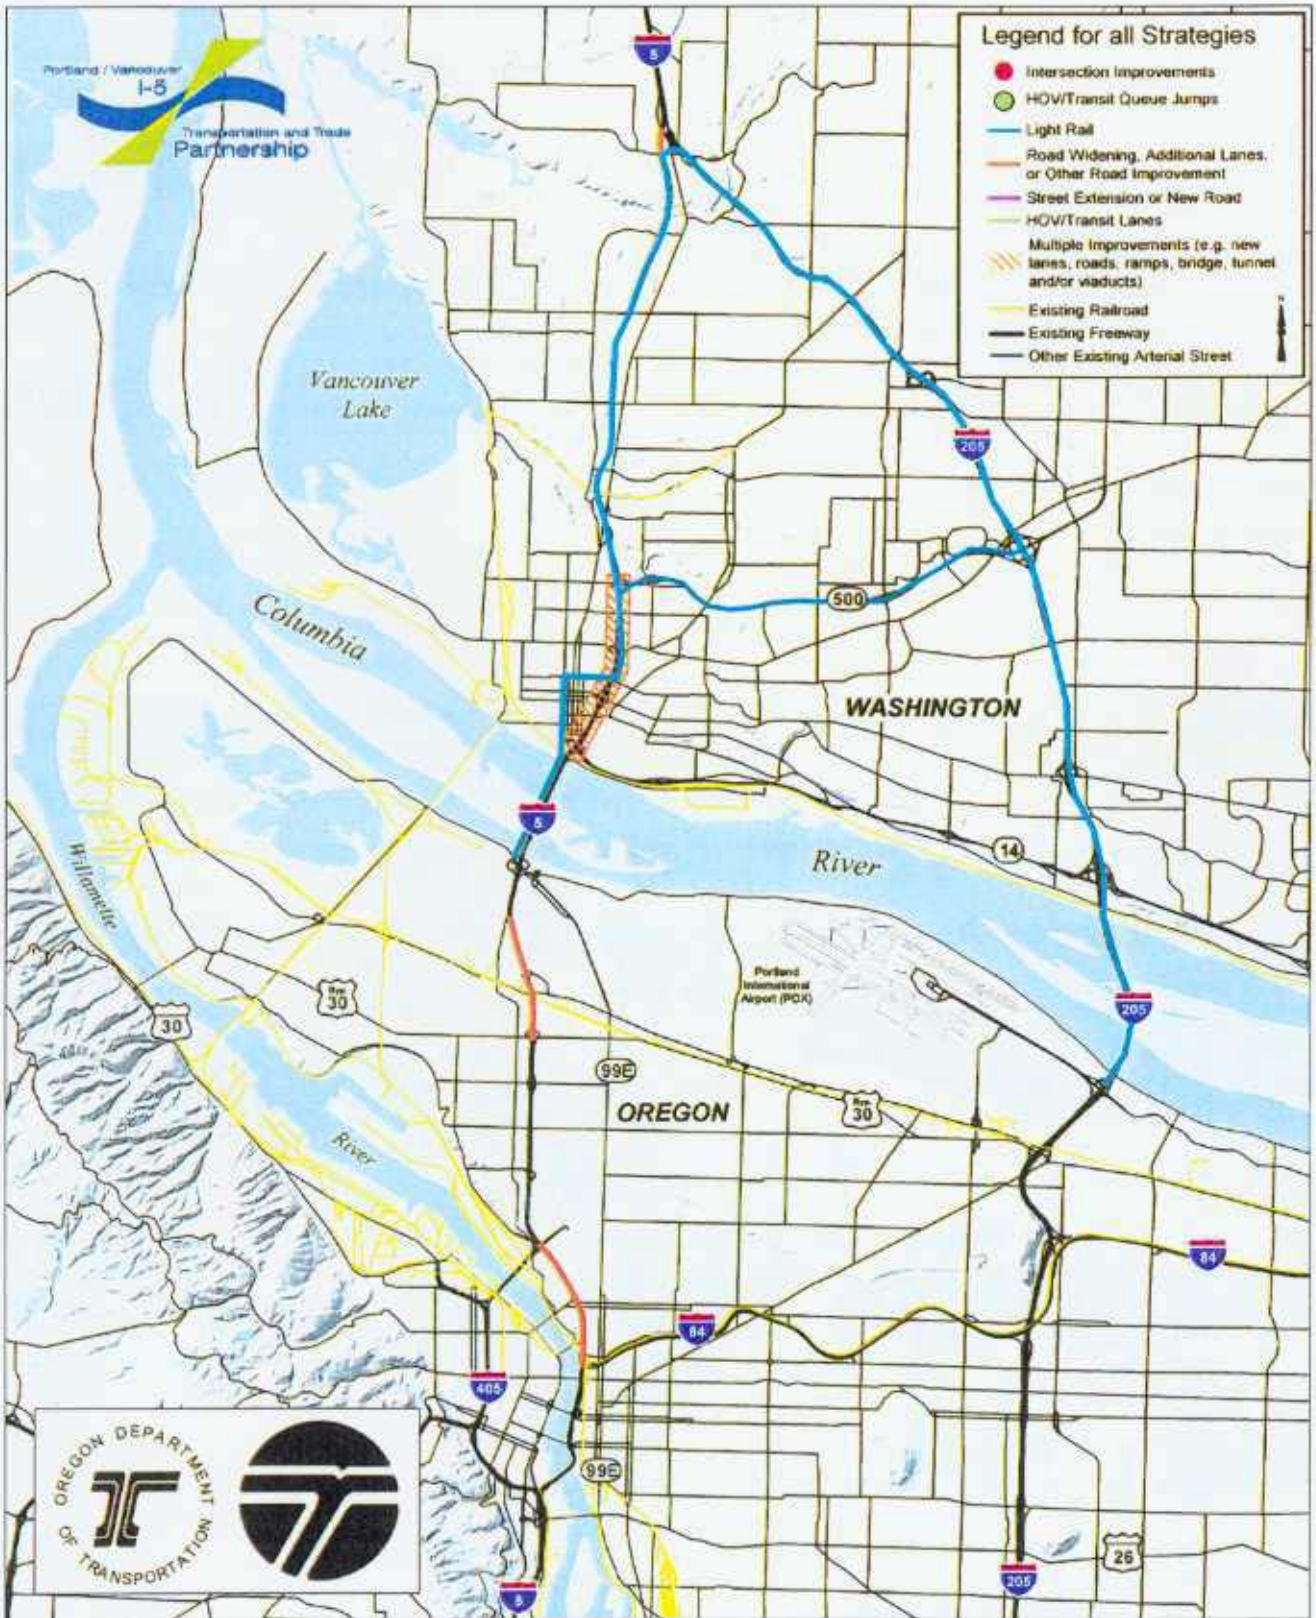 Portland / Vancouver
I-5
Transportation and Trade
Partnership
5
Legend for all Strategies
Intersection Improvements
HOV/Transit Queue Jumps
Light Rail
Road Widening, Additional Lanes,
or Other Road Improvement
Street Extension or New Road
HOV/Transit Lanes
Multiple Improvements (e.g. new
lanes, roads, ramps, bridge, tunnel
and/or viaducts)
Existing Railroad
Existing Freeway
Other Existing Arterial Street
N
Vancouver
Lake
205
500
Columbia
WASHINGTON
5
River
14
Willamette
Portland
International
Airport (PDX)
30
Bus.
30
205
99E
OREGON
Bus.
30
River
84
84
405
99E
OREGON DEPARTMENT
OF TRANSPORTATION
26
205
5